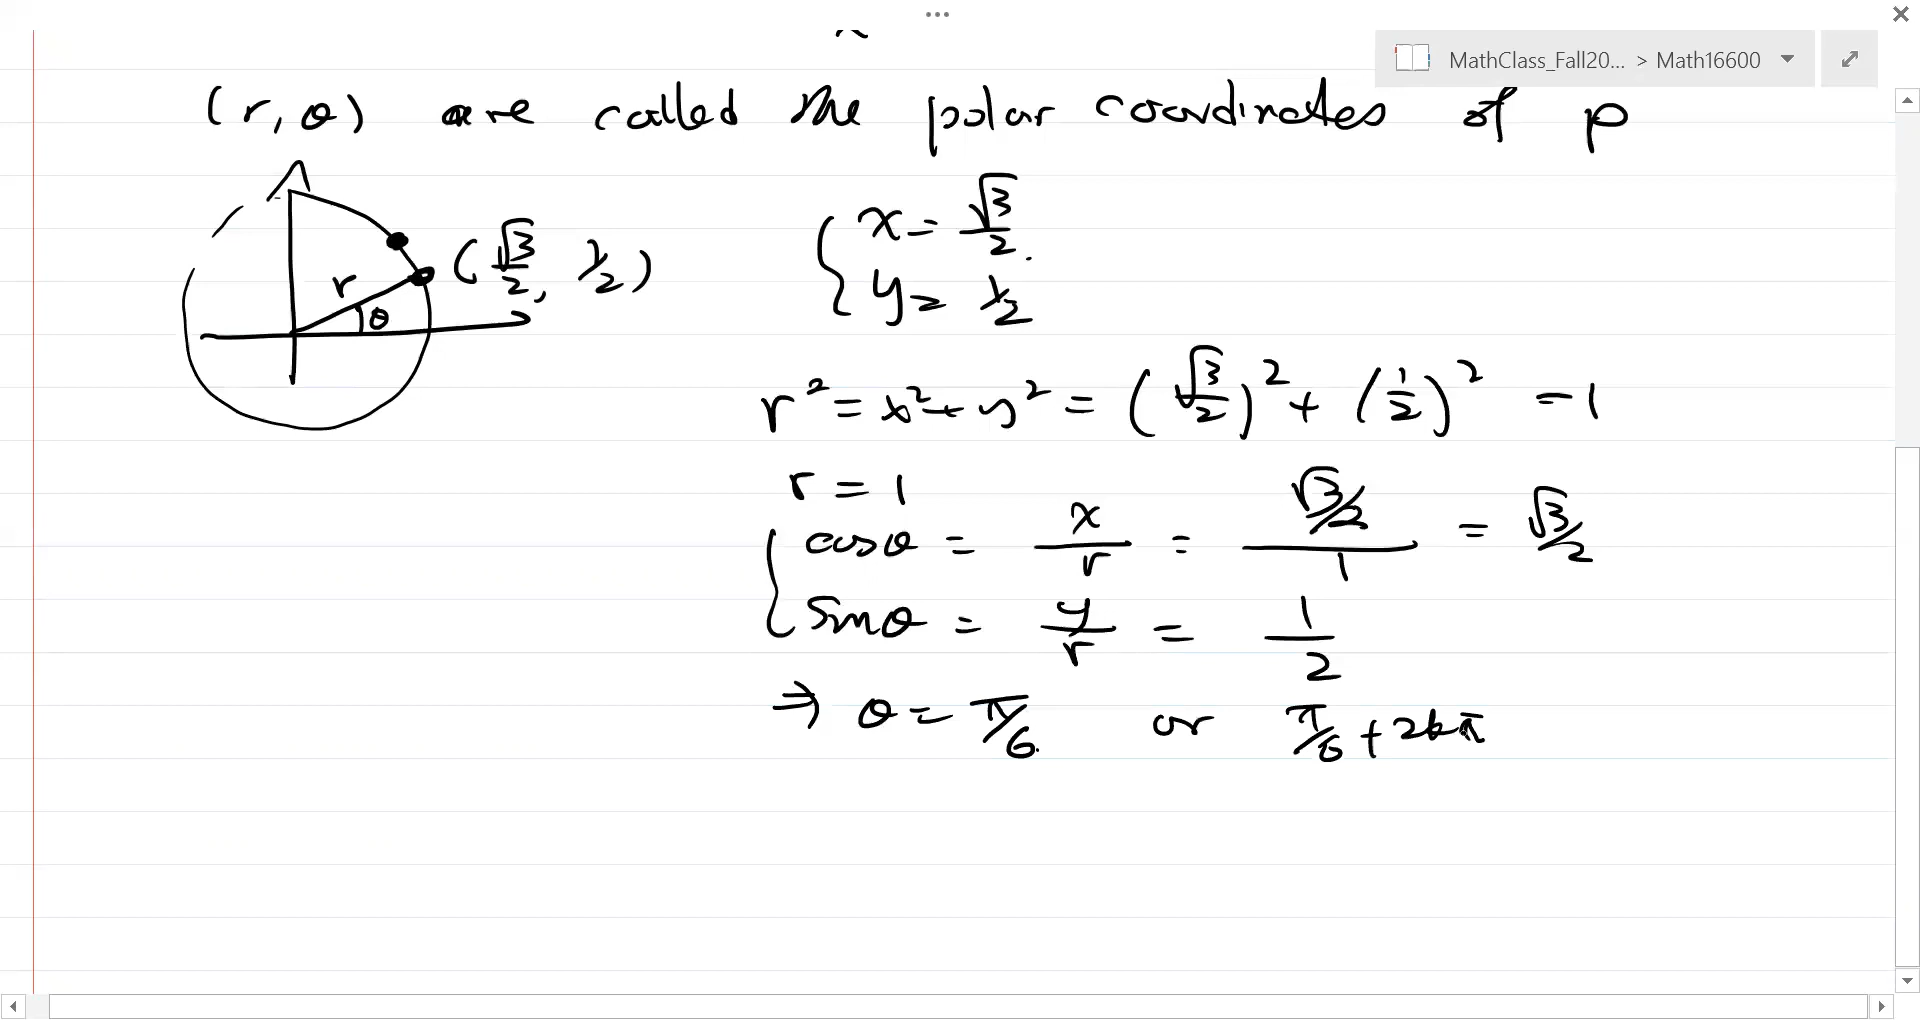 MathClass_Fall20... > Math16600
(r, θ) are called the polar coordinates of p
(√3/2, 1/2)
r
θ
{ x = √3/2.
y = 1/2
r² = x² + y² = (√3/2)² + (1/2)² = 1
r = 1
{ cosθ = x/r = (√3/2)/1 = √3/2
sinθ = y/r = 1/2
⇒ θ = π/6. or π/6 + 2kπ